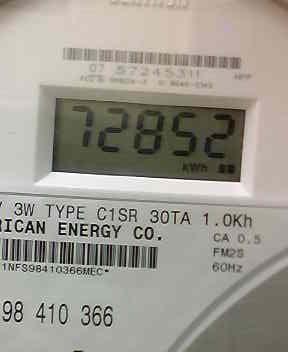 07 57245311
72852
kWh
V 3W TYPE C1SR 30TA 1.0Kh
RICAN ENERGY CO.
CA 0.5
FM2S
60Hz
1NFS98410366MEC*
98 410 366